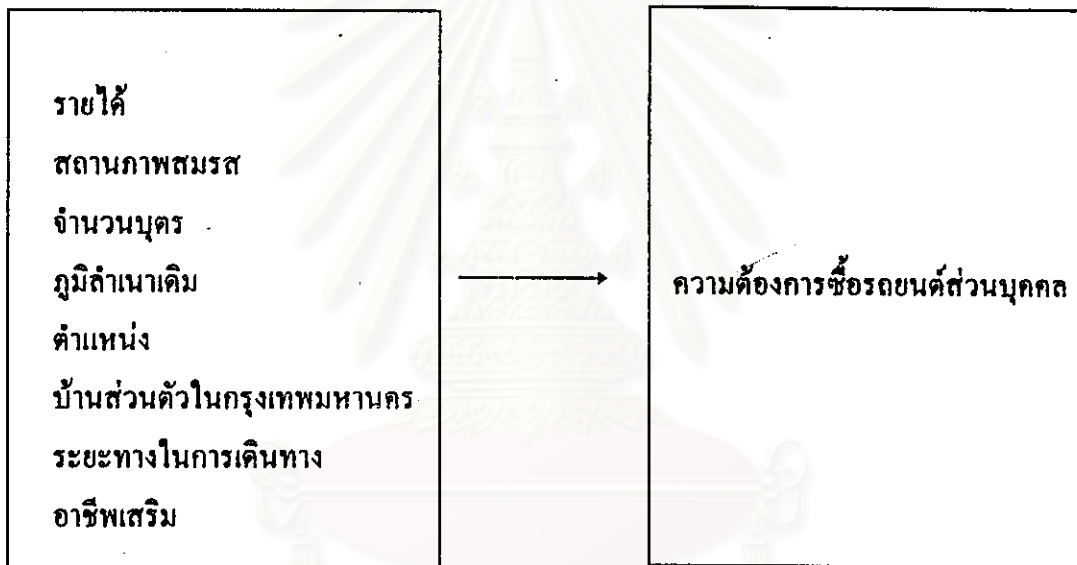 รายได้
สถานภาพสมรส
จำนวนบุตร
ภูมิลำเนาเดิม
ตำแหน่ง
บ้านส่วนตัวในกรุงเทพมหานคร
ระยะทางในการเดินทาง
อาชีพเสริม
ความต้องการซื้อรถยนต์ส่วนบุคคล